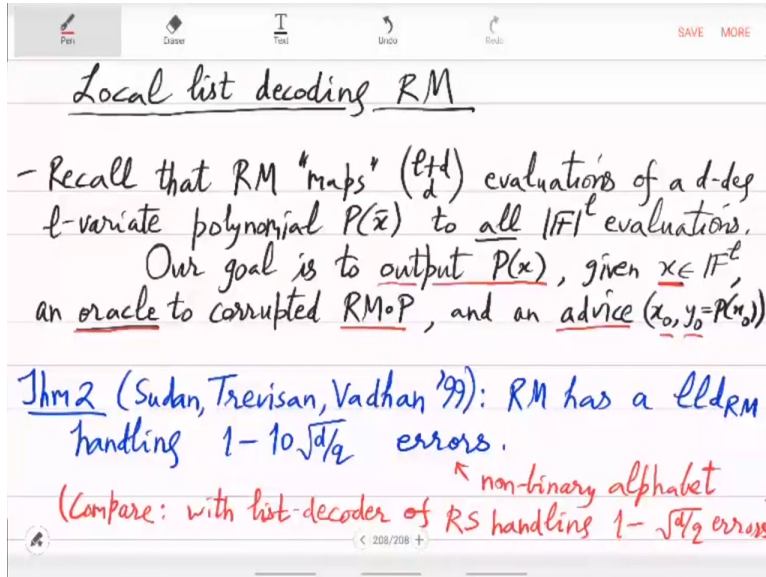 Pen Eraser Text Undo Redo SAVE MORE
Local list decoding RM
- Recall that RM "maps" (ℓ+d d) evaluations of a d-deg
ℓ-variate polynomial P(x̄) to all |F|^ℓ evaluations.
Our goal is to output P(x), given x∈ F^ℓ,
an oracle to corrupted RM∘P, and an advice (x₀, y₀=P(x₀))
Thm2 (Sudan, Trevisan, Vadhan '99): RM has a lld_RM
handling 1-10√(d/q) errors.
non-binary alphabet
(Compare: with list-decoder of RS handling 1-√(d/q) errors
< 208/208 +